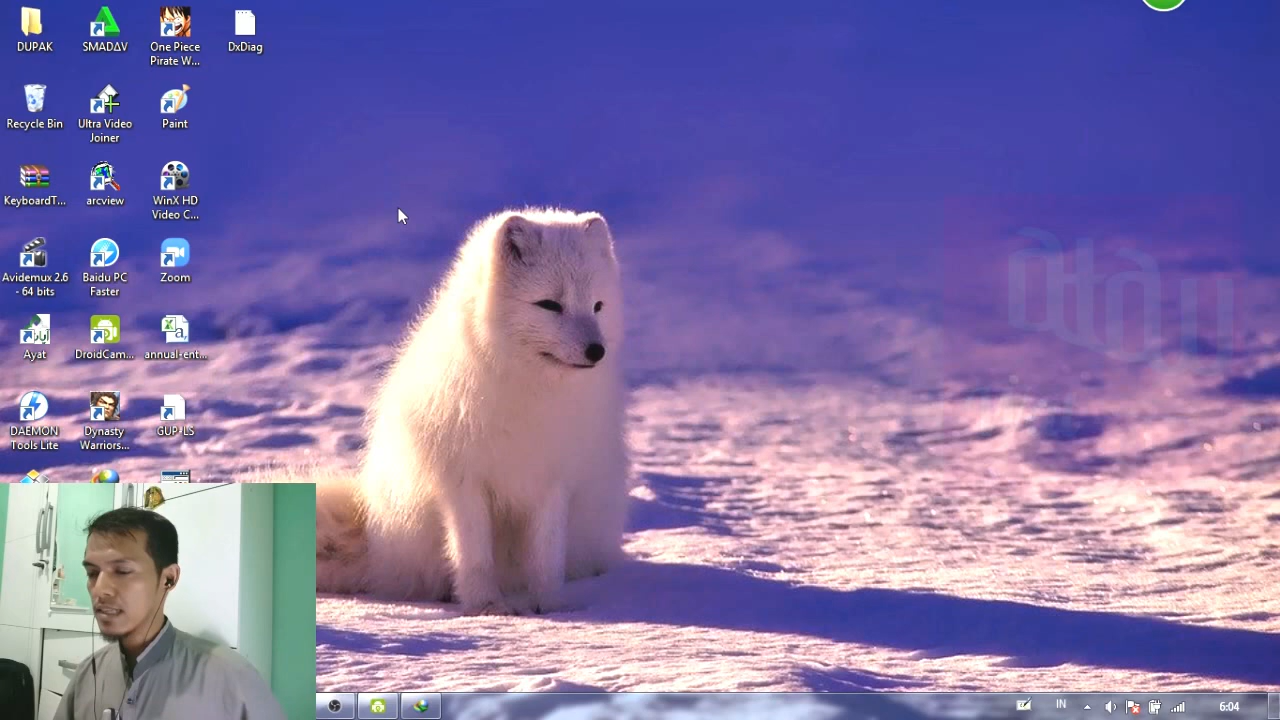 DUPAK
SMADΔV
One Piece
Pirate W...
DxDiag
Recycle Bin
Ultra Video
Joiner
Paint
KeyboardT...
arcview
WinX HD
Video C...
Avidemux 2.6
- 64 bits
Baidu PC
Faster
Zoom
Ayat
DroidCam...
annual-ent...
DAEMON
Tools Lite
Dynasty
Warriors...
GUP-LS
IN
6:04